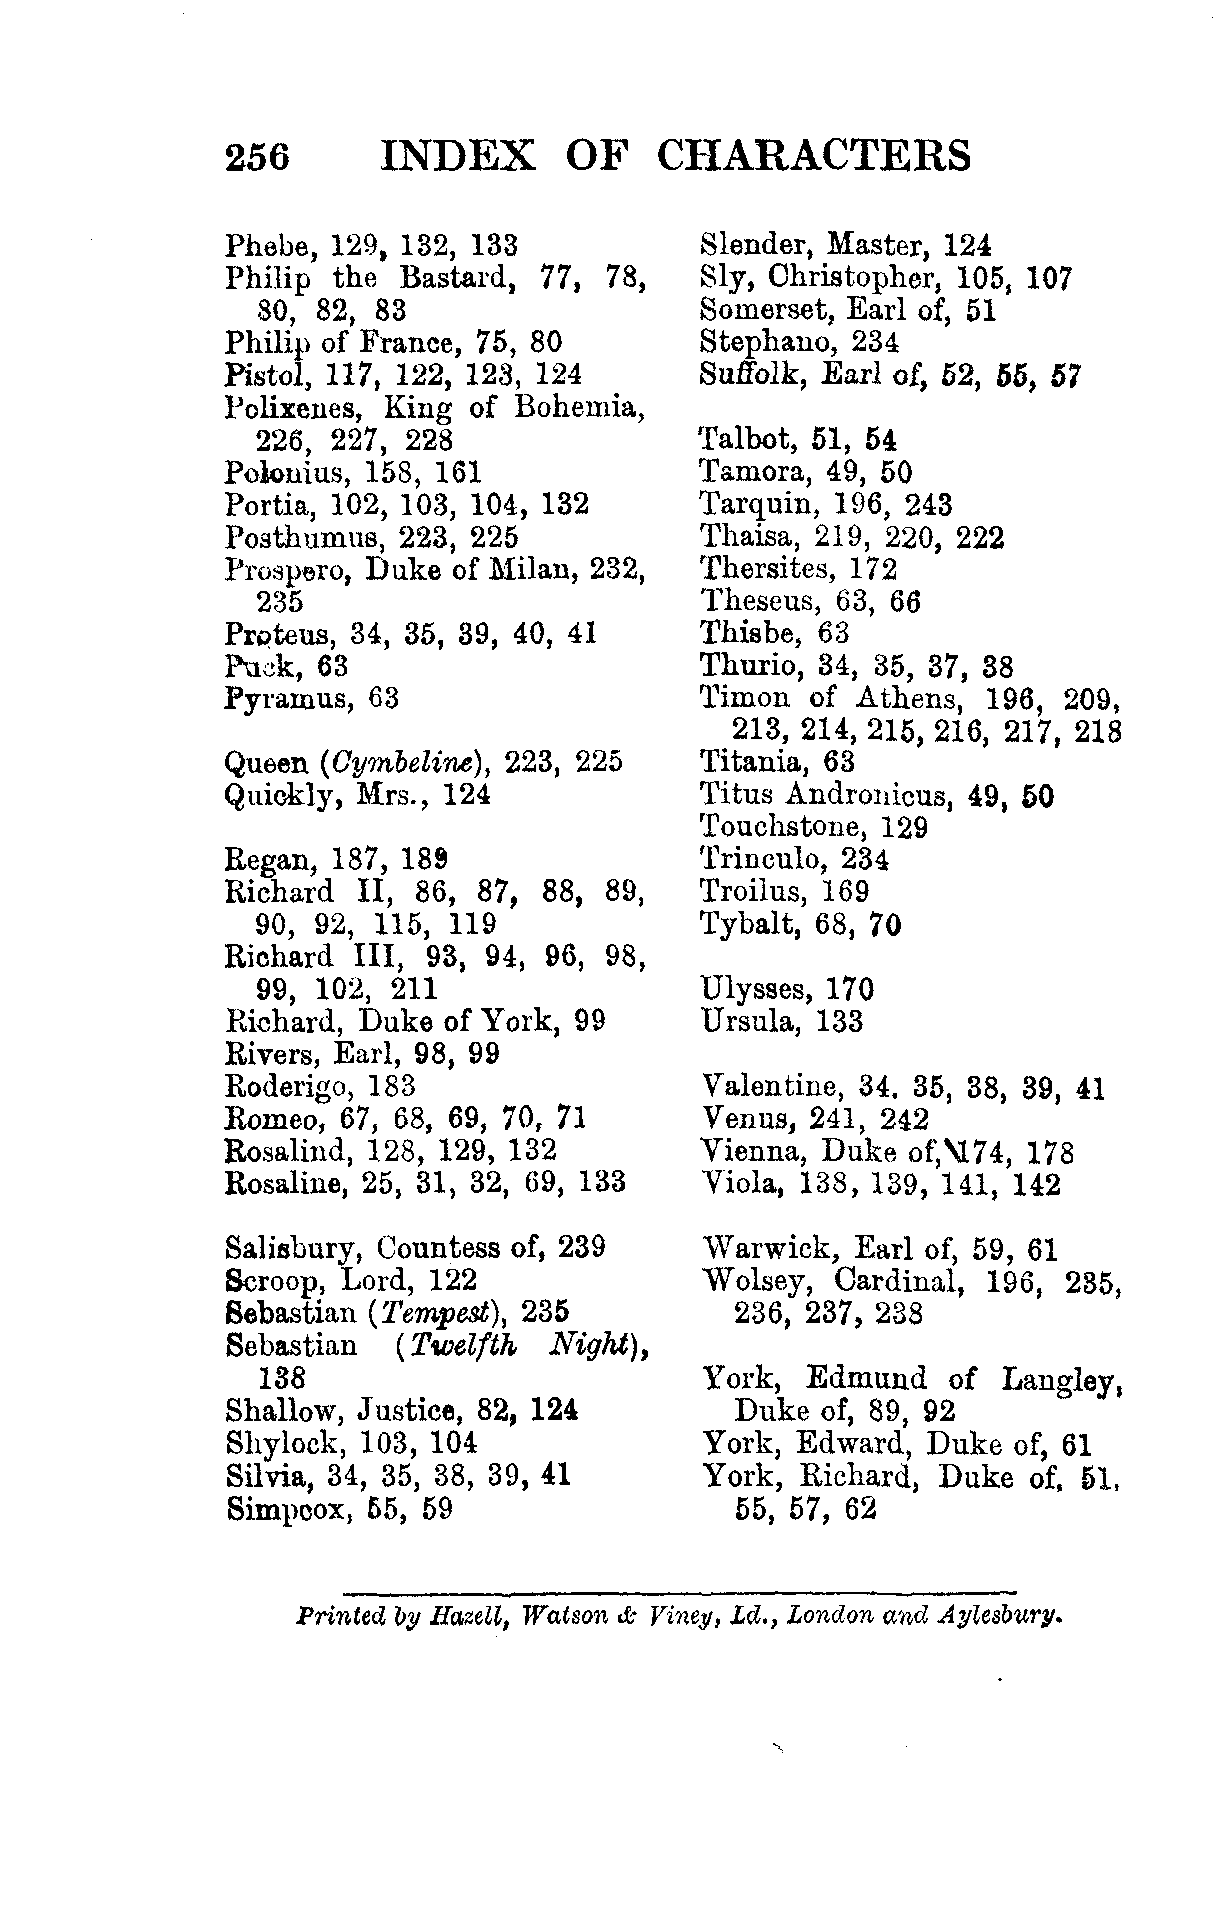 256 INDEX OF CHARACTERS
Phebe, 129, 132, 133
Philip the Bastard, 77, 78,
80, 82, 83
Philip of France, 75, 80
Pistol, 117, 122, 123, 124
Polixenes, King of Bohemia,
226, 227, 228
Polonius, 158, 161
Portia, 102, 103, 104, 132
Posthumus, 223, 225
Prospero, Duke of Milan, 232,
235
Proteus, 34, 35, 39, 40, 41
Puck, 63
Pyramus, 63
Queen (Cymbeline), 223, 225
Quickly, Mrs., 124
Regan, 187, 189
Richard II, 86, 87, 88, 89,
90, 92, 115, 119
Richard III, 93, 94, 96, 98,
99, 102, 211
Richard, Duke of York, 99
Rivers, Earl, 98, 99
Roderigo, 183
Romeo, 67, 68, 69, 70, 71
Rosalind, 128, 129, 132
Rosaline, 25, 31, 32, 69, 133
Salisbury, Countess of, 239
Scroop, Lord, 122
Sebastian (Tempest), 235
Sebastian (Twelfth Night),
138
Shallow, Justice, 82, 124
Shylock, 103, 104
Silvia, 34, 35, 38, 39, 41
Simpcox, 55, 59
Slender, Master, 124
Sly, Christopher, 105, 107
Somerset, Earl of, 51
Stephano, 234
Suffolk, Earl of, 52, 55, 57
Talbot, 51, 54
Tamora, 49, 50
Tarquin, 196, 243
Thaisa, 219, 220, 222
Thersites, 172
Theseus, 63, 66
Thisbe, 63
Thurio, 34, 35, 37, 38
Timon of Athens, 196, 209,
213, 214, 215, 216, 217, 218
Titania, 63
Titus Andronicus, 49, 50
Touchstone, 129
Trinculo, 234
Troilus, 169
Tybalt, 68, 70
Ulysses, 170
Ursula, 133
Valentine, 34. 35, 38, 39, 41
Venus, 241, 242
Vienna, Duke of, 174, 178
Viola, 138, 139, 141, 142
Warwick, Earl of, 59, 61
Wolsey, Cardinal, 196, 235,
236, 237, 238
York, Edmund of Langley,
Duke of, 89, 92
York, Edward, Duke of, 61
York, Richard, Duke of, 51,
55, 57, 62
Printed by Hazell, Watson & Viney, Ld., London and Aylesbury.